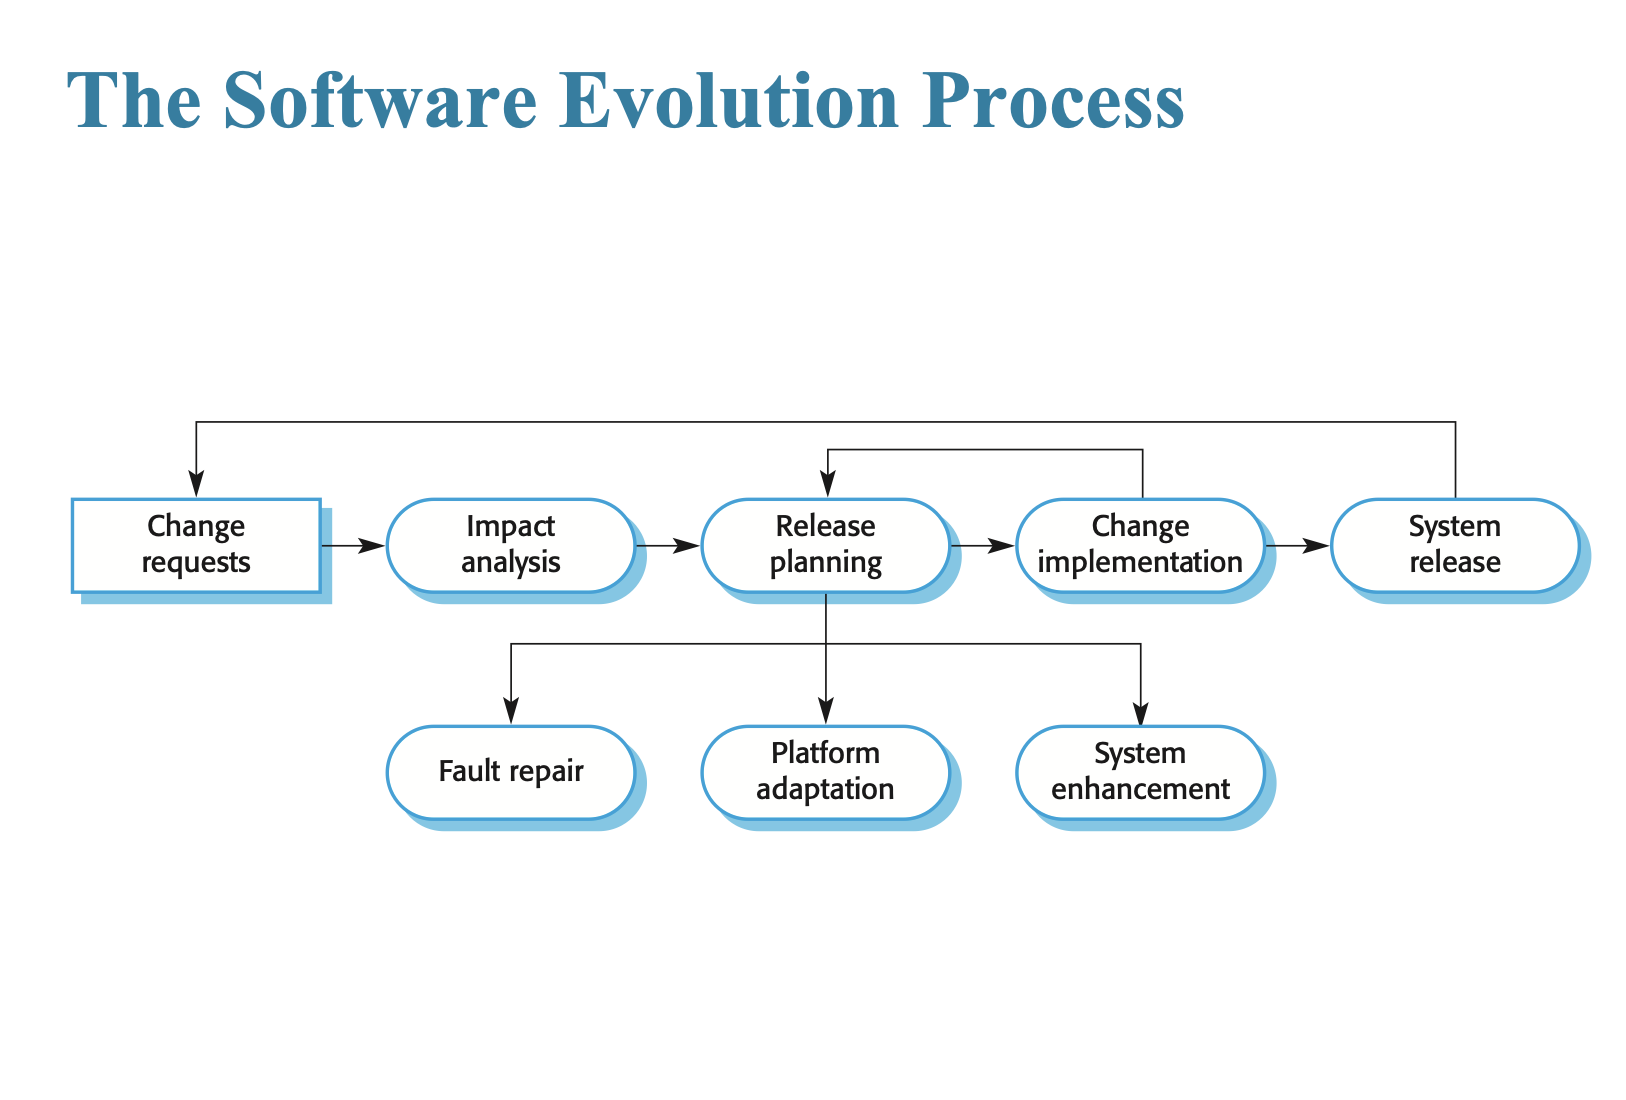 The Software Evolution Process
Change
requests
Impact
analysis
Release
planning
Change
implementation
System
release
Fault repair
Platform
adaptation
System
enhancement